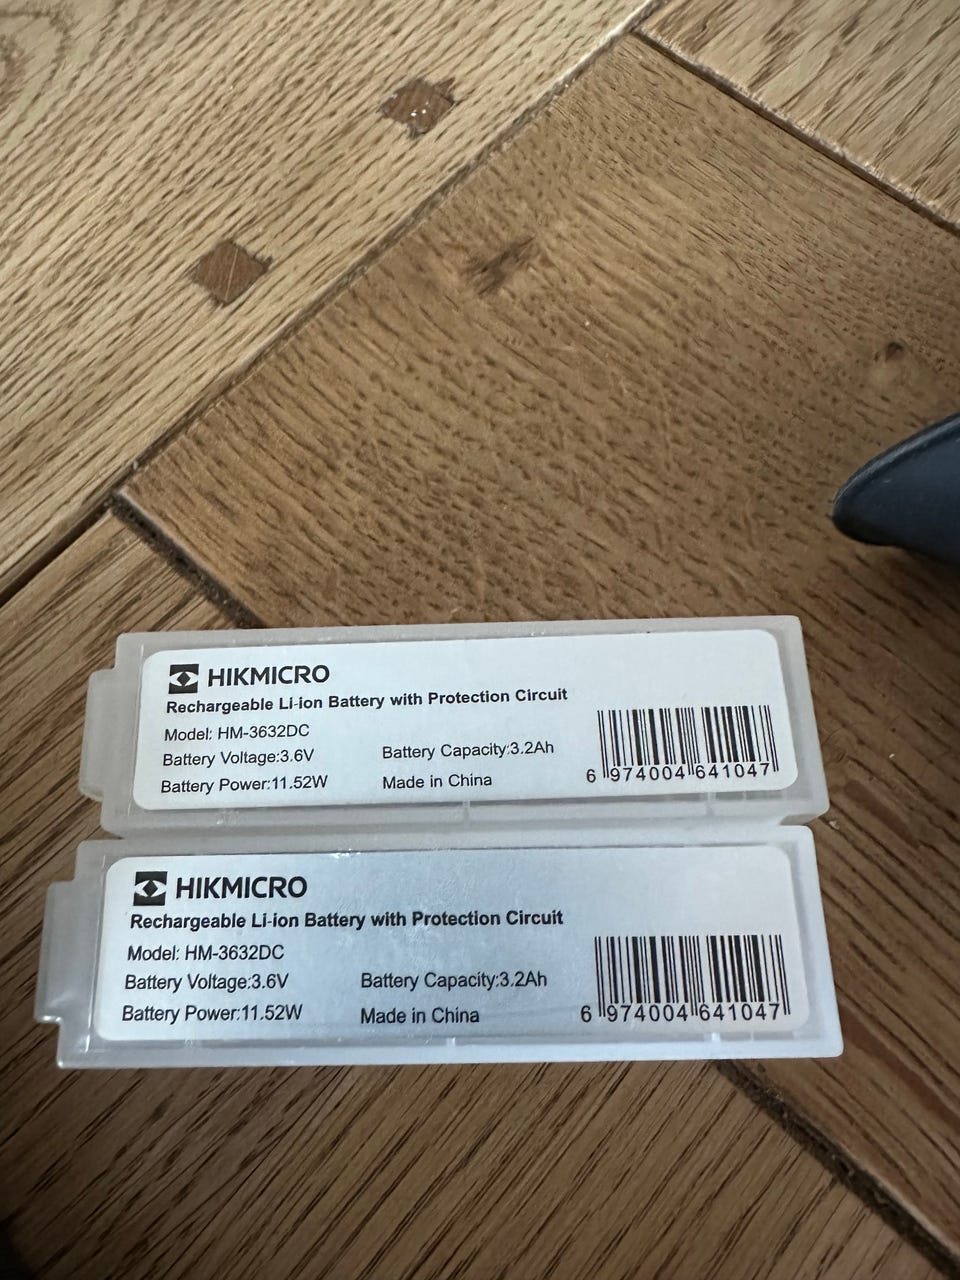 HIKMICRO
Rechargeable Li-ion Battery with Protection Circuit
Model: HM-3632DC
Battery Voltage:3.6V Battery Capacity:3.2Ah
Battery Power:11.52W Made in China
6 974004 641047
HIKMICRO
Rechargeable Li-ion Battery with Protection Circuit
Model: HM-3632DC
Battery Voltage:3.6V Battery Capacity:3.2Ah
Battery Power:11.52W Made in China
6 974004 641047